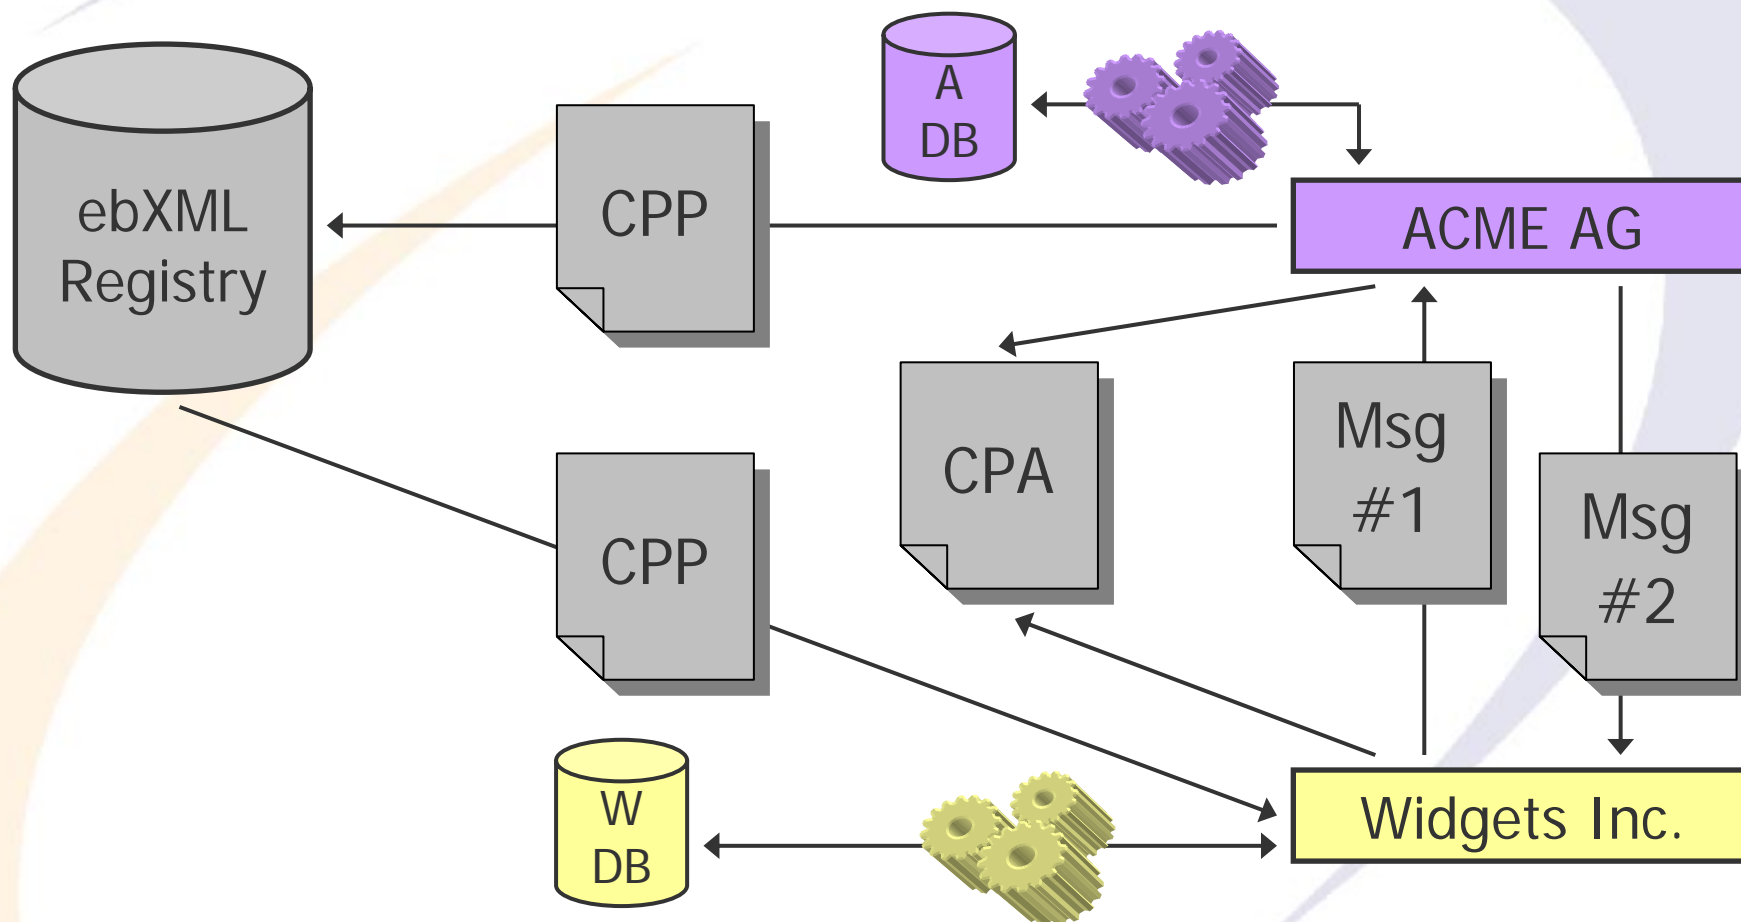 A
DB
ebXML
Registry
CPP
ACME AG
CPA
Msg
#1
CPP
Msg
#2
W
DB
Widgets Inc.